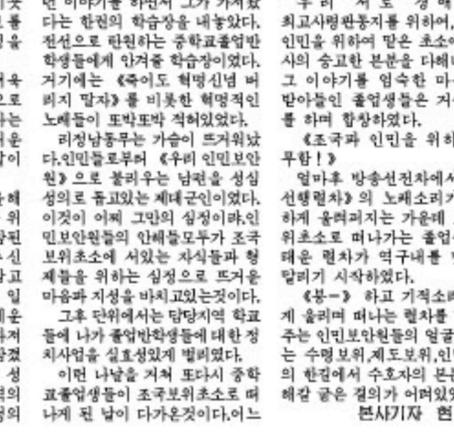 런 이야기를 하면서 그가 가져왔
다는 한권의 학습장을 내놓았다.
전선으로 탄원하는 중학교졸업반
학생들에게 안겨줄 학습장이였다.
거기에는 《죽어도 혁명신념 버
리지 말자》를 비롯한 혁명적인
노래들이 또박또박 적혀있었다.
리정남동무는 가슴이 뜨거워났
다.인민들로부터 《우리 인민보안
원》으로 불리우는 남편을 성심
성의로 돕고있는 제대군인이였다.
이것이 어찌 그만의 심정이랴.인
민보안원들의 안해들모두가 조국
보위초소에 서있는 자식들과 형
제들을 위하는 심정으로 뜨거운
마음과 지성을 바치고있는것이다.
그후 단위에서는 담당지역 학교
들에 나가 졸업반학생들에 대한 정
치사업을 실효성있게 벌리였다.
이런 나날을 거쳐 또다시 중학
교졸업생들이 조국보위초소로 떠
나게 된 날이 다가온것이다.어느
우리 서로
최고사령관동지를 위하여,
인민을 위하여 맡은 초소에
사의 숭고한 본분을 다해나
그 이야기를 엄숙한 마
받아들인 졸업생들은 거
를 하며 합창하였다.
《조국과 인민을 위하
무함!》
얼마후 방송선전차에서
선행렬차》의 노래소리가
하게 울려퍼지는 가운데
위초소로 떠나가는 졸업
태운 렬차가 역구내를
달리기 시작하였다.
《붕―》 하고 기적소리
게 울리며 떠나는 렬차를
주는 인민보안원들의 얼굴
는 수령보위,제도보위,인
의 한길에서 수호자의 본분
해갈 굳은 결의가 어려있었
본사기자 현